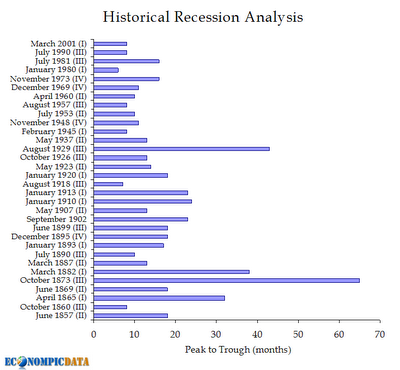 Historical Recession Analysis
March 2001 (I)
July 1990 (III)
July 1981 (III)
January 1980 (I)
November 1973 (IV)
December 1969 (IV)
April 1960 (II)
August 1957 (III)
July 1953 (II)
November 1948 (IV)
February 1945 (I)
May 1937 (II)
August 1929 (III)
October 1926 (III)
May 1923 (II)
January 1920 (I)
August 1918 (III)
January 1913 (I)
January 1910 (I)
May 1907 (II)
September 1902
June 1899 (III)
December 1895 (IV)
January 1893 (I)
July 1890 (III)
March 1887 (II)
March 1882 (I)
October 1873 (III)
June 1869 (II)
April 1865 (I)
October 1860 (III)
June 1857 (II)
0 10 20 30 40 50 60 70
Peak to Trough (months)
ECONOMPICDATA